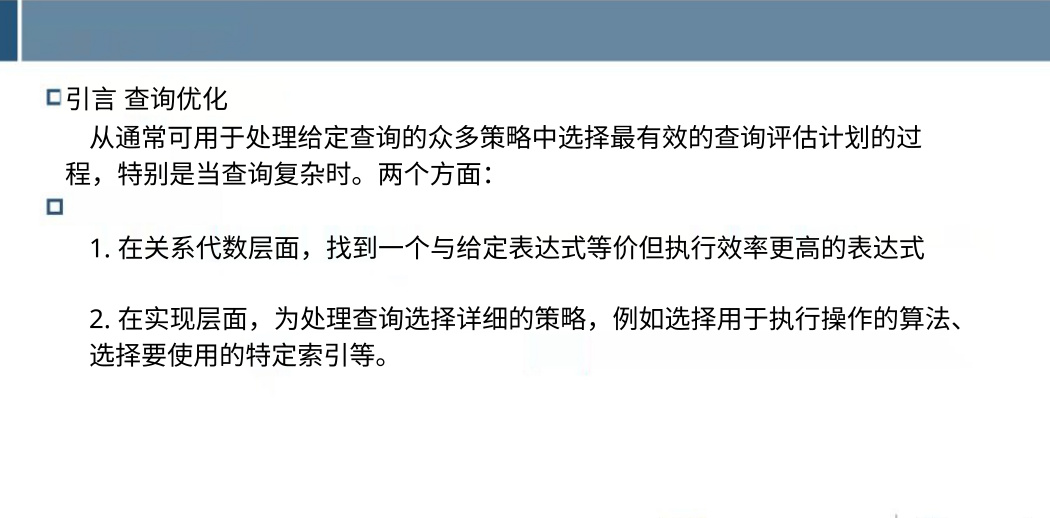 引言 查询优化
从通常可用于处理给定查询的众多策略中选择最有效的查询评估计划的过
程，特别是当查询复杂时。两个方面：
1. 在关系代数层面，找到一个与给定表达式等价但执行效率更高的表达式
2. 在实现层面，为处理查询选择详细的策略，例如选择用于执行操作的算法、
选择要使用的特定索引等。